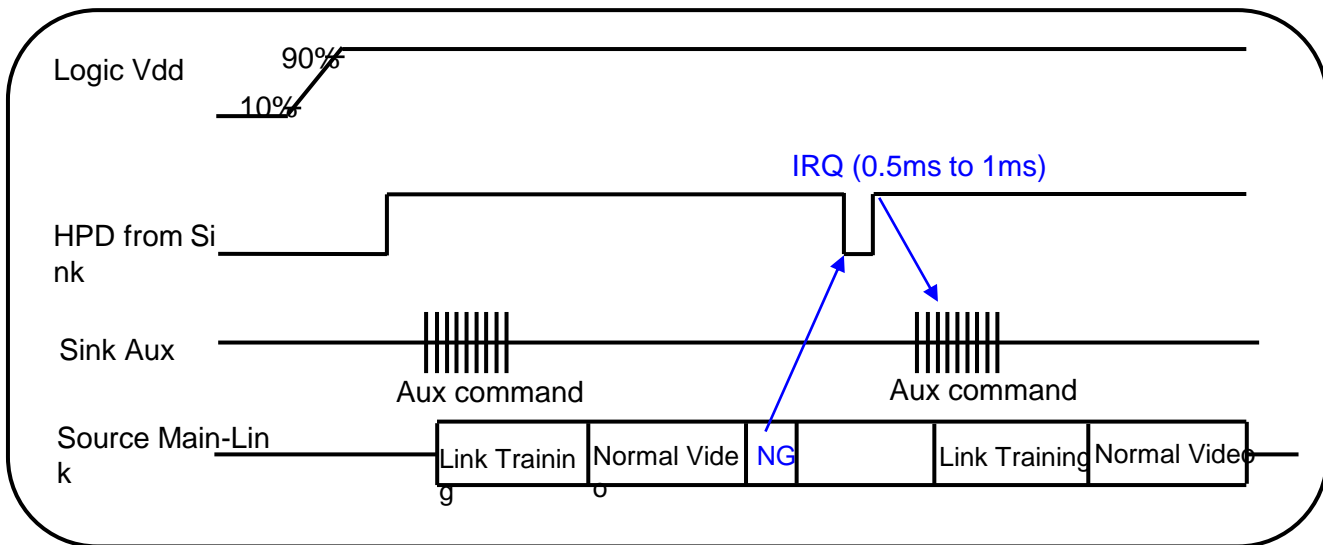 Logic Vdd
90%
10%
IRQ (0.5ms to 1ms)
HPD from Si
nk
Sink Aux
Aux command
Aux command
Source Main-Lin
k
Link Trainin
g
Normal Vide
o
NG
Link Training
Normal Video